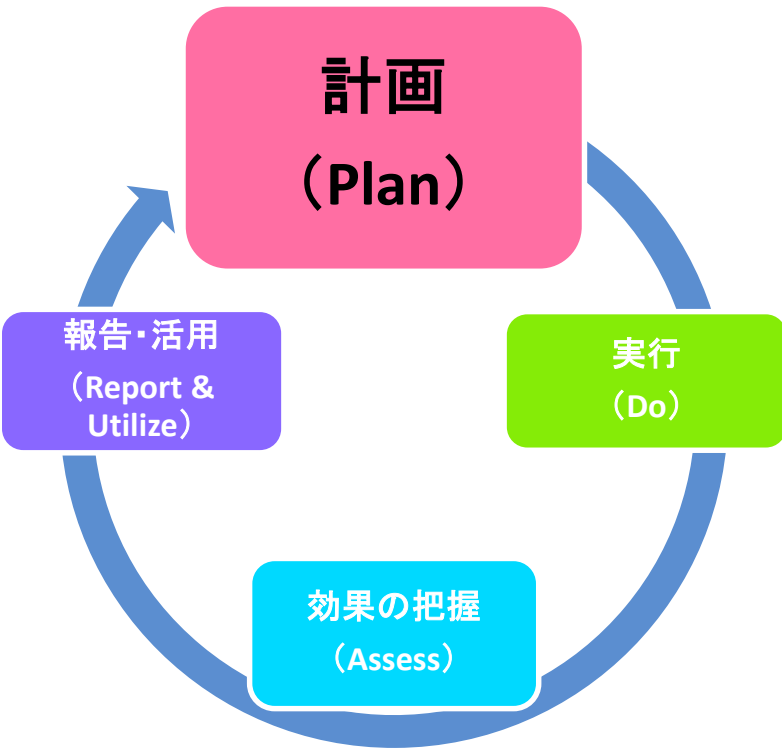 計画
（Plan）
実行
（Do）
効果の把握
（Assess）
報告・活用
（Report &
Utilize）